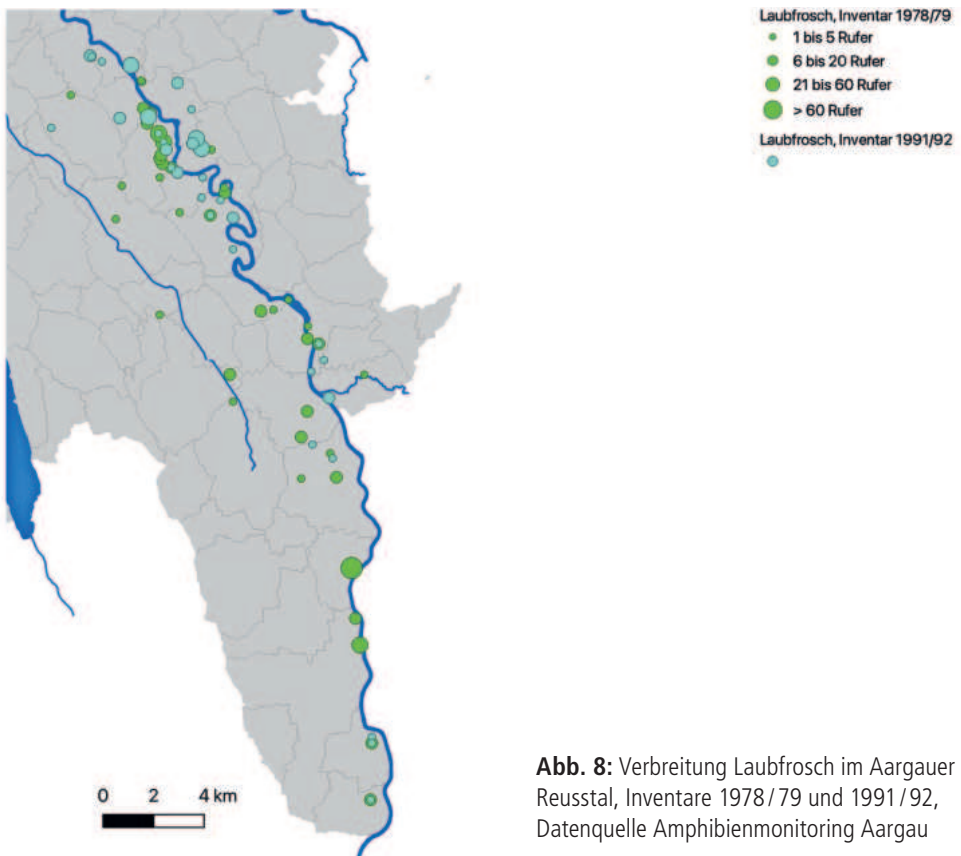 Laubfrosch, Inventar 1978/79
1 bis 5 Rufer
6 bis 20 Rufer
21 bis 60 Rufer
> 60 Rufer
Laubfrosch, Inventar 1991/92
0 2 4 km
Abb. 8: Verbreitung Laubfrosch im Aargauer
Reusstal, Inventare 1978 / 79 und 1991 / 92,
Datenquelle Amphibienmonitoring Aargau